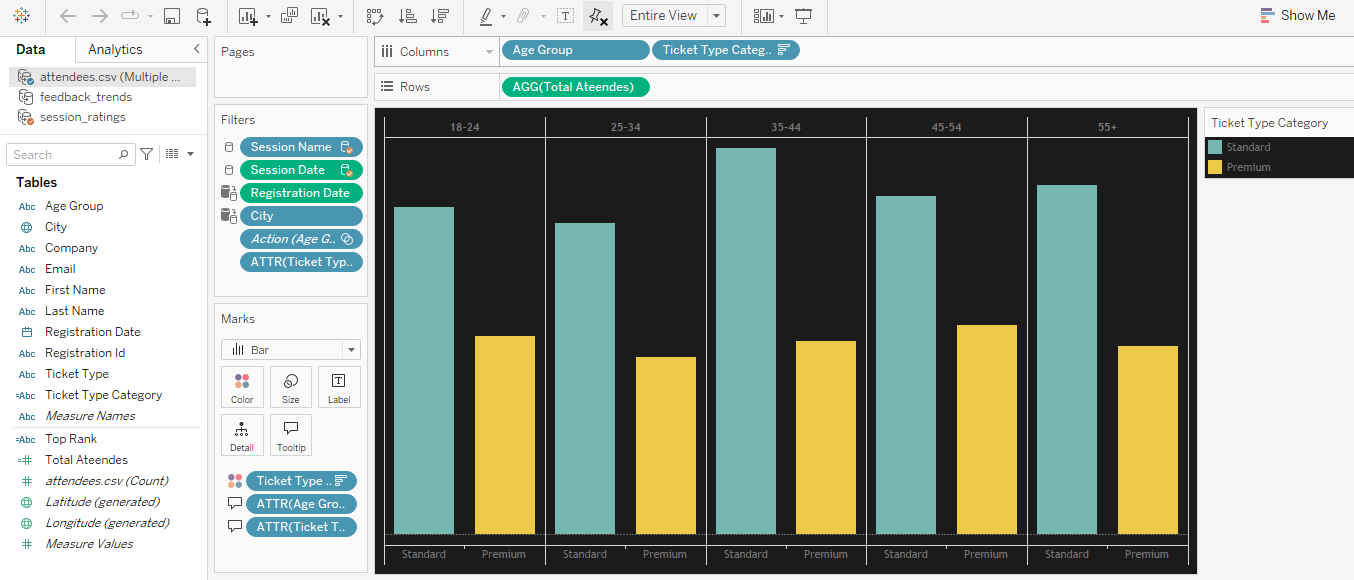 Entire View
Show Me
Data
Analytics
attendees.csv (Multiple ...
feedback_trends
session_ratings
Search
Tables
Abc Age Group
City
Abc Company
Abc Email
Abc First Name
Abc Last Name
Registration Date
Abc Registration Id
Abc Ticket Type
=Abc Ticket Type Category
Abc Measure Names
=Abc Top Rank
=# Total Ateendes
# attendees.csv (Count)
Latitude (generated)
Longitude (generated)
# Measure Values
Pages
Filters
Session Name
Session Date
Registration Date
City
Action (Age G..
ATTR(Ticket Typ..
Marks
Bar
Color
Size
T
Label
Detail
Tooltip
Ticket Type ..
ATTR(Age Gro..
ATTR(Ticket T..
T
Columns
Age Group
Ticket Type Categ..
Rows
AGG(Total Ateendes)
18-24
25-34
35-44
45-54
55+
Standard
Premium
Standard
Premium
Standard
Premium
Standard
Premium
Standard
Premium
Ticket Type Category
Standard
Premium